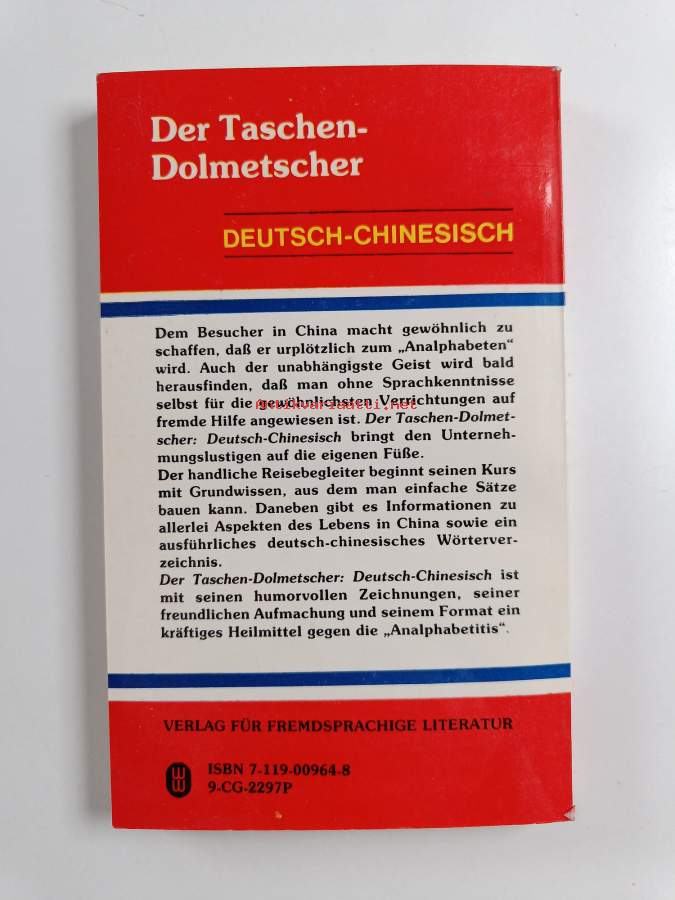 Der Taschen-
Dolmetscher
DEUTSCH-CHINESISCH
Dem Besucher in China macht gewöhnlich zu
schaffen, daß er urplötzlich zum „Analphabeten“
wird. Auch der unabhängigste Geist wird bald
herausfinden, daß man ohne Sprachkenntnisse
selbst für die gewöhnlichsten Verrichtungen auf
antikvariaatti.net
fremde Hilfe angewiesen ist. Der Taschen-Dolmet-
scher: Deutsch-Chinesisch bringt den Unterneh-
mungslustigen auf die eigenen Füße.
Der handliche Reisebegleiter beginnt seinen Kurs
mit Grundwissen, aus dem man einfache Sätze
bauen kann. Daneben gibt es Informationen zu
allerlei Aspekten des Lebens in China sowie ein
ausführliches deutsch-chinesisches Wörterver-
zeichnis.
Der Taschen-Dolmetscher: Deutsch-Chinesisch ist
mit seinen humorvollen Zeichnungen, seiner
freundlichen Aufmachung und seinem Format ein
kräftiges Heilmittel gegen die „Analphabetitis“.
VERLAG FÜR FREMDSPRACHIGE LITERATUR
ISBN 7-119-00964-8
9-CG-2297P